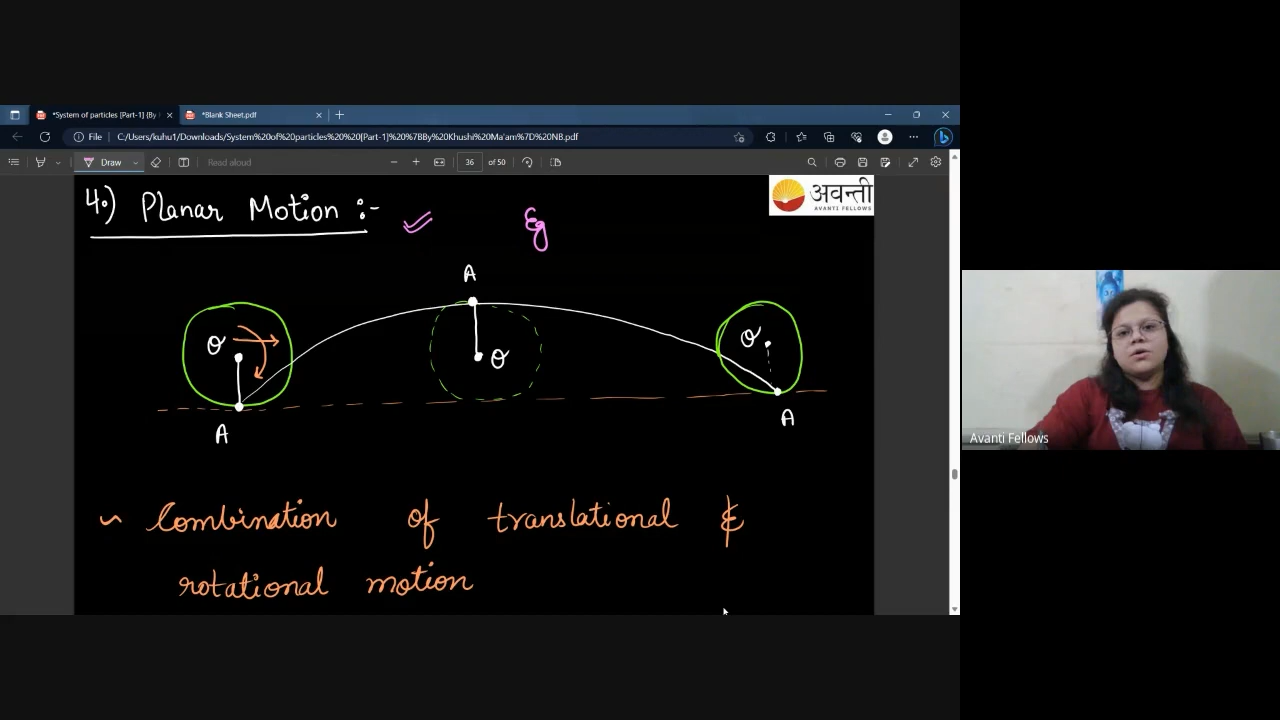 *System of particles [Part-1] {By
*Blank Sheet.pdf
File
C:/Users/kuhu1/Downloads/System%20of%20particles%20%20[Part-1]%20%7BBy%20Khushi%20Ma'am%7D%20NB.pdf
Draw
Read aloud
36 of 50
4.) Planar Motion :-
Eg
अवन्ती
AVANTI FELLOWS
A
O
O
O
A
A
~ Combination of translational &
rotational motion
Avanti Fellows